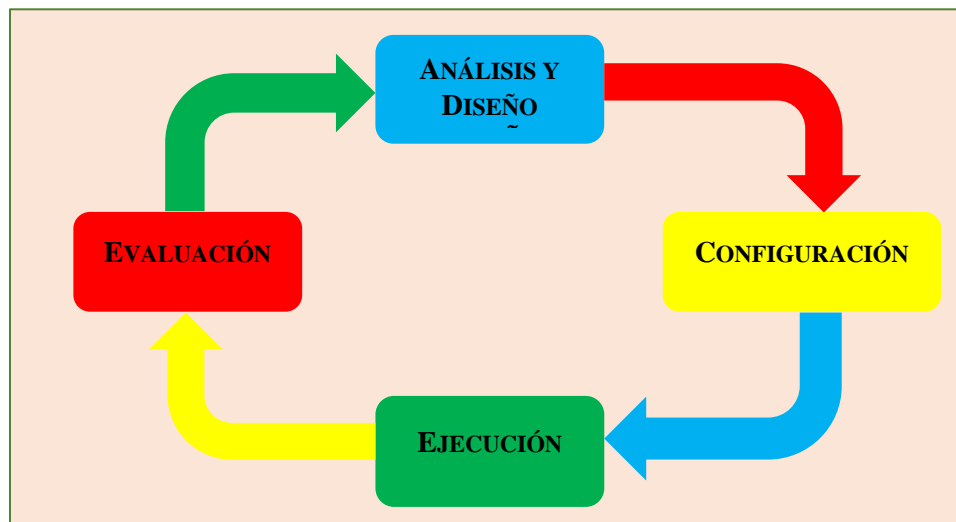 ANÁLISIS Y
DISEÑO
~
EVALUACIÓN
CONFIGURACIÓN
EJECUCIÓN